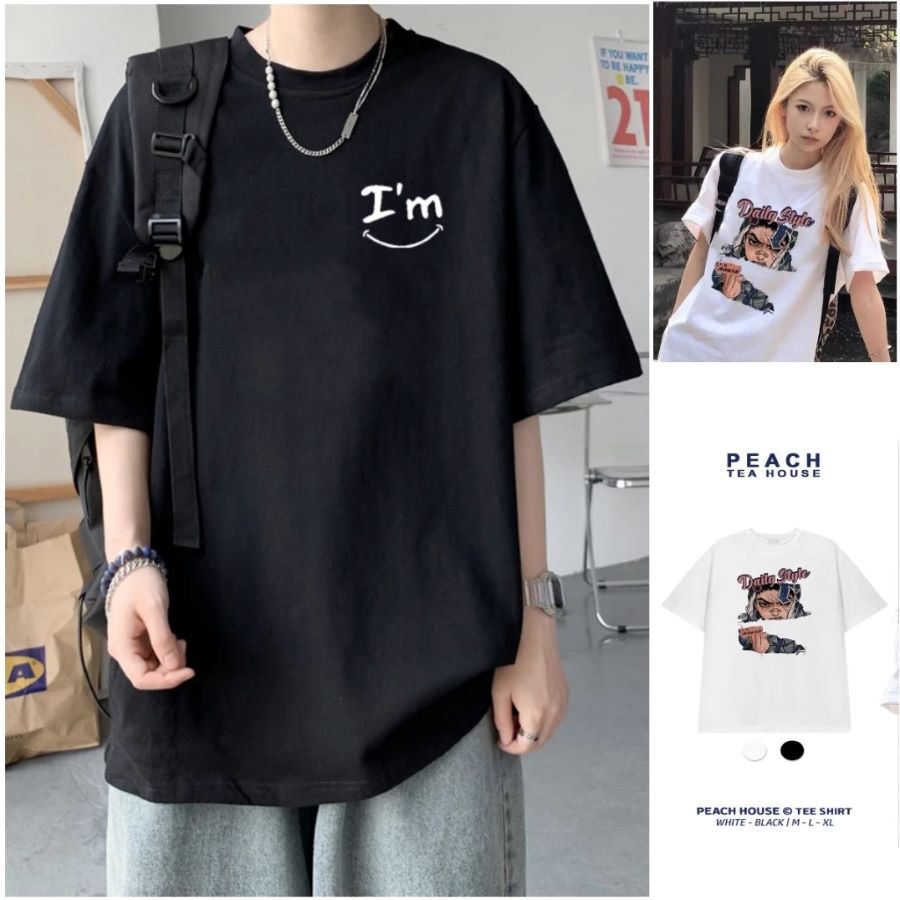 I'm
IF YOU WANT
TO BE HAPPY
BE.
21
Daily Style
PEACH
TEA HOUSE
Daily Style
PEACH HOUSE © TEE SHIRT
WHITE - BLACK | M - L - XL